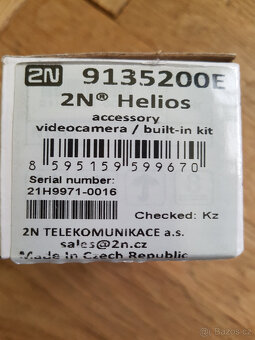 2N 9135200E
2N® Helios
accessory
videocamera / built-in kit
8 595159 599670
Serial number:
21H9971-0016
Checked: Kz
2N TELEKOMUNIKACE a.s.
sales@2n.cz
Made In Czech Republic